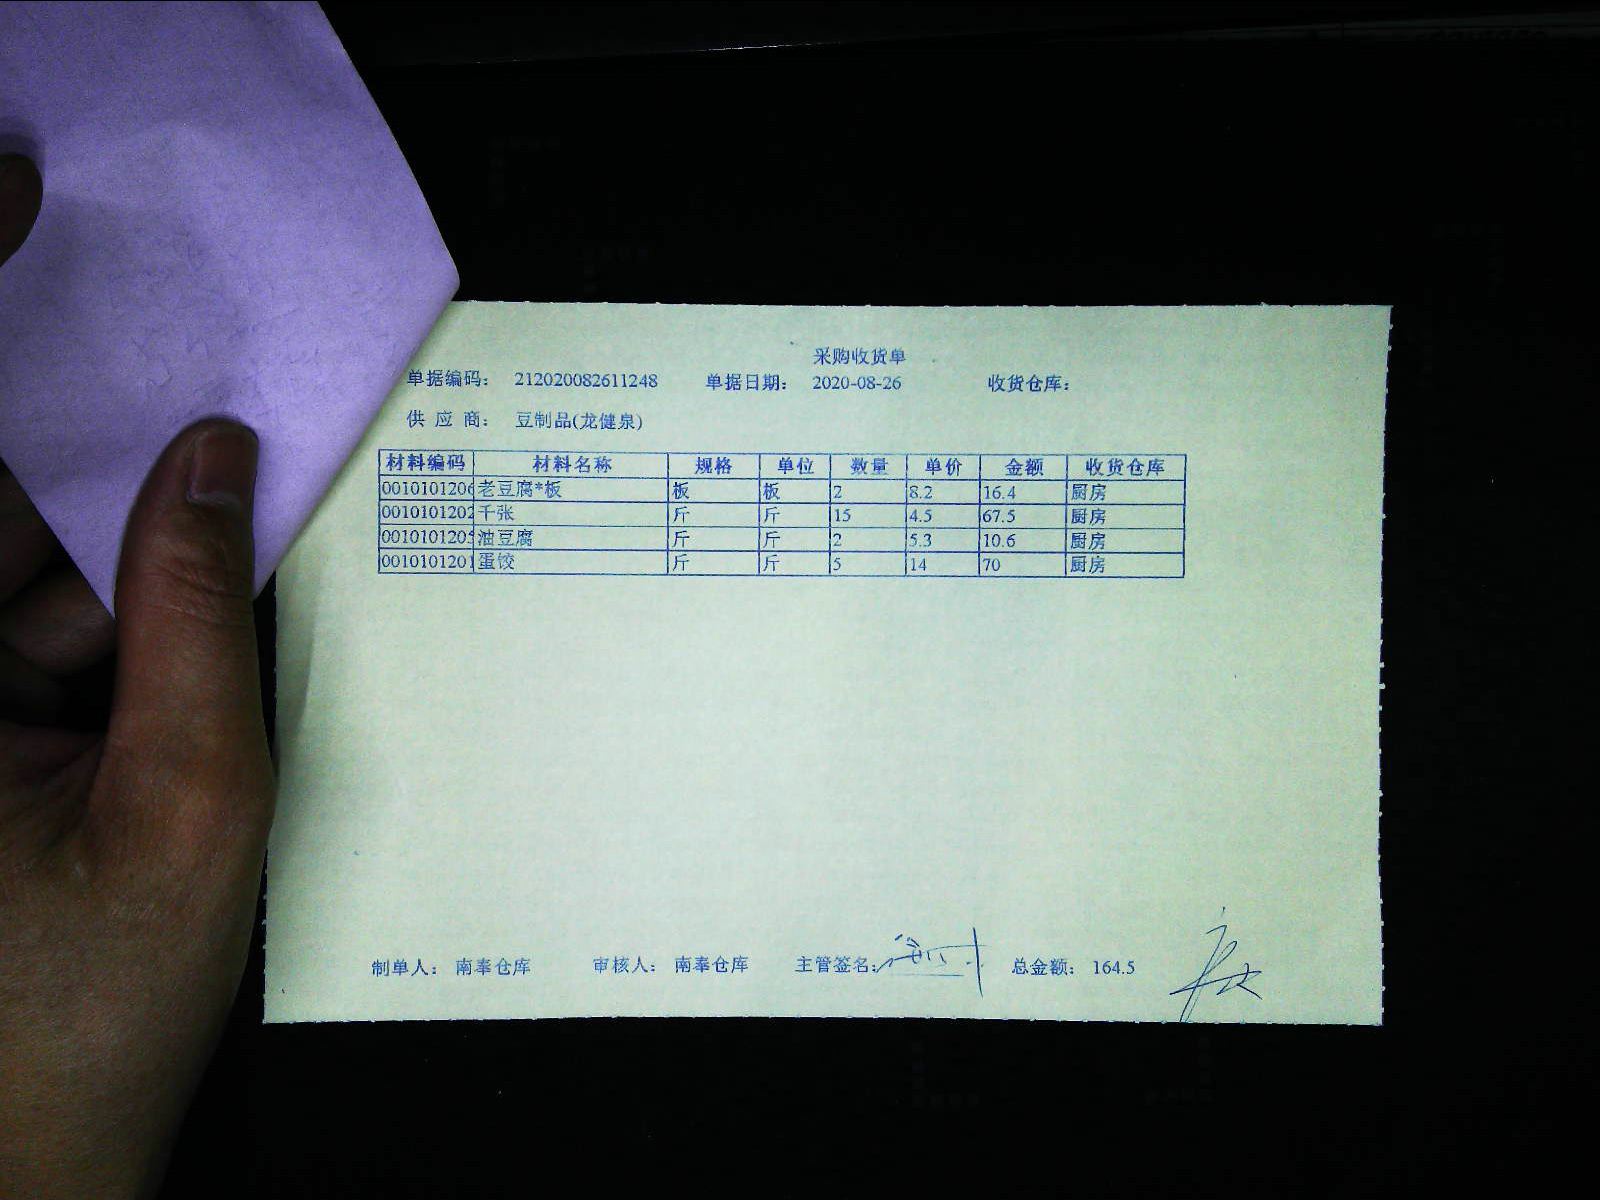 采购收货单
单据编码： 212020082611248 单据日期： 2020-08-26 收货仓库：
供 应 商： 豆制品(龙健泉)
材料编码 材料名称 规格 单位 数量 单价 金额 收货仓库
0010101206 老豆腐*板 板 板 2 8.2 16.4 厨房
0010101202 千张 斤 斤 15 4.5 67.5 厨房
0010101205 油豆腐 斤 斤 2 5.3 10.6 厨房
0010101201 蛋饺 斤 斤 5 14 70 厨房
制单人： 南奉仓库 审核人： 南奉仓库 主管签名： 总金额： 164.5